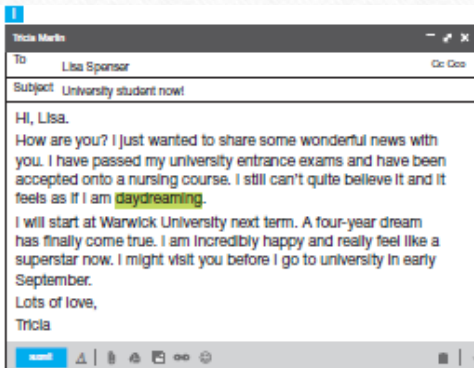 I
Tricia Martin
To Lisa Spenser Cc Cco
Subject University student now!
Hi, Lisa.
How are you? I just wanted to share some wonderful news with
you. I have passed my university entrance exams and have been
accepted onto a nursing course. I still can't quite believe it and it
feels as if I am daydreaming.
I will start at Warwick University next term. A four-year dream
has finally come true. I am incredibly happy and really feel like a
superstar now. I might visit you before I go to university in early
September.
Lots of love,
Tricia